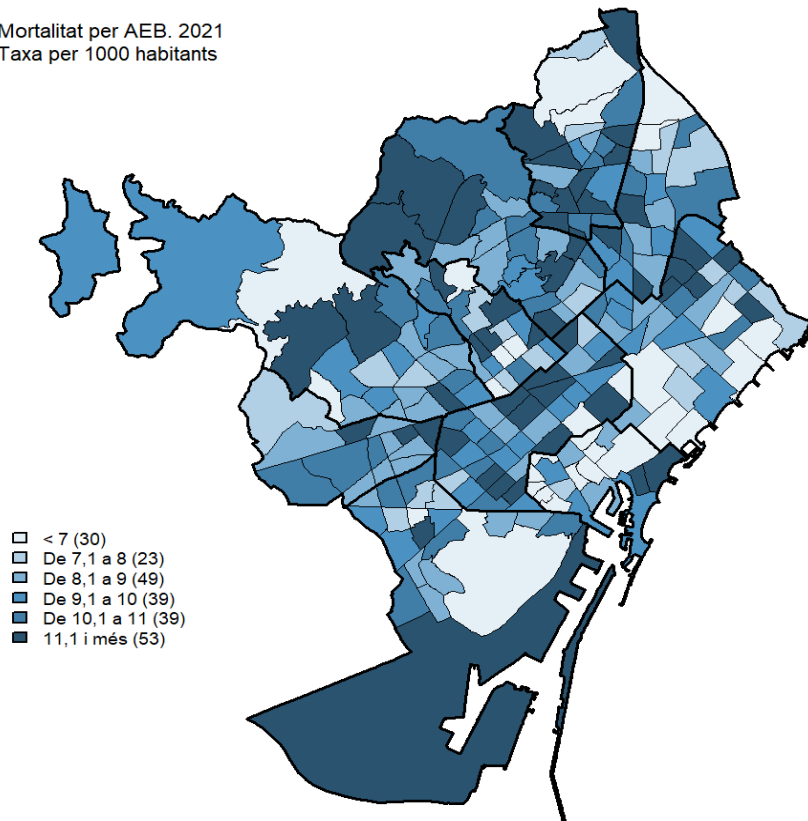 Mortalitat per AEB. 2021
Taxa per 1000 habitants
< 7 (30)
De 7,1 a 8 (23)
De 8,1 a 9 (49)
De 9,1 a 10 (39)
De 10,1 a 11 (39)
11,1 i més (53)